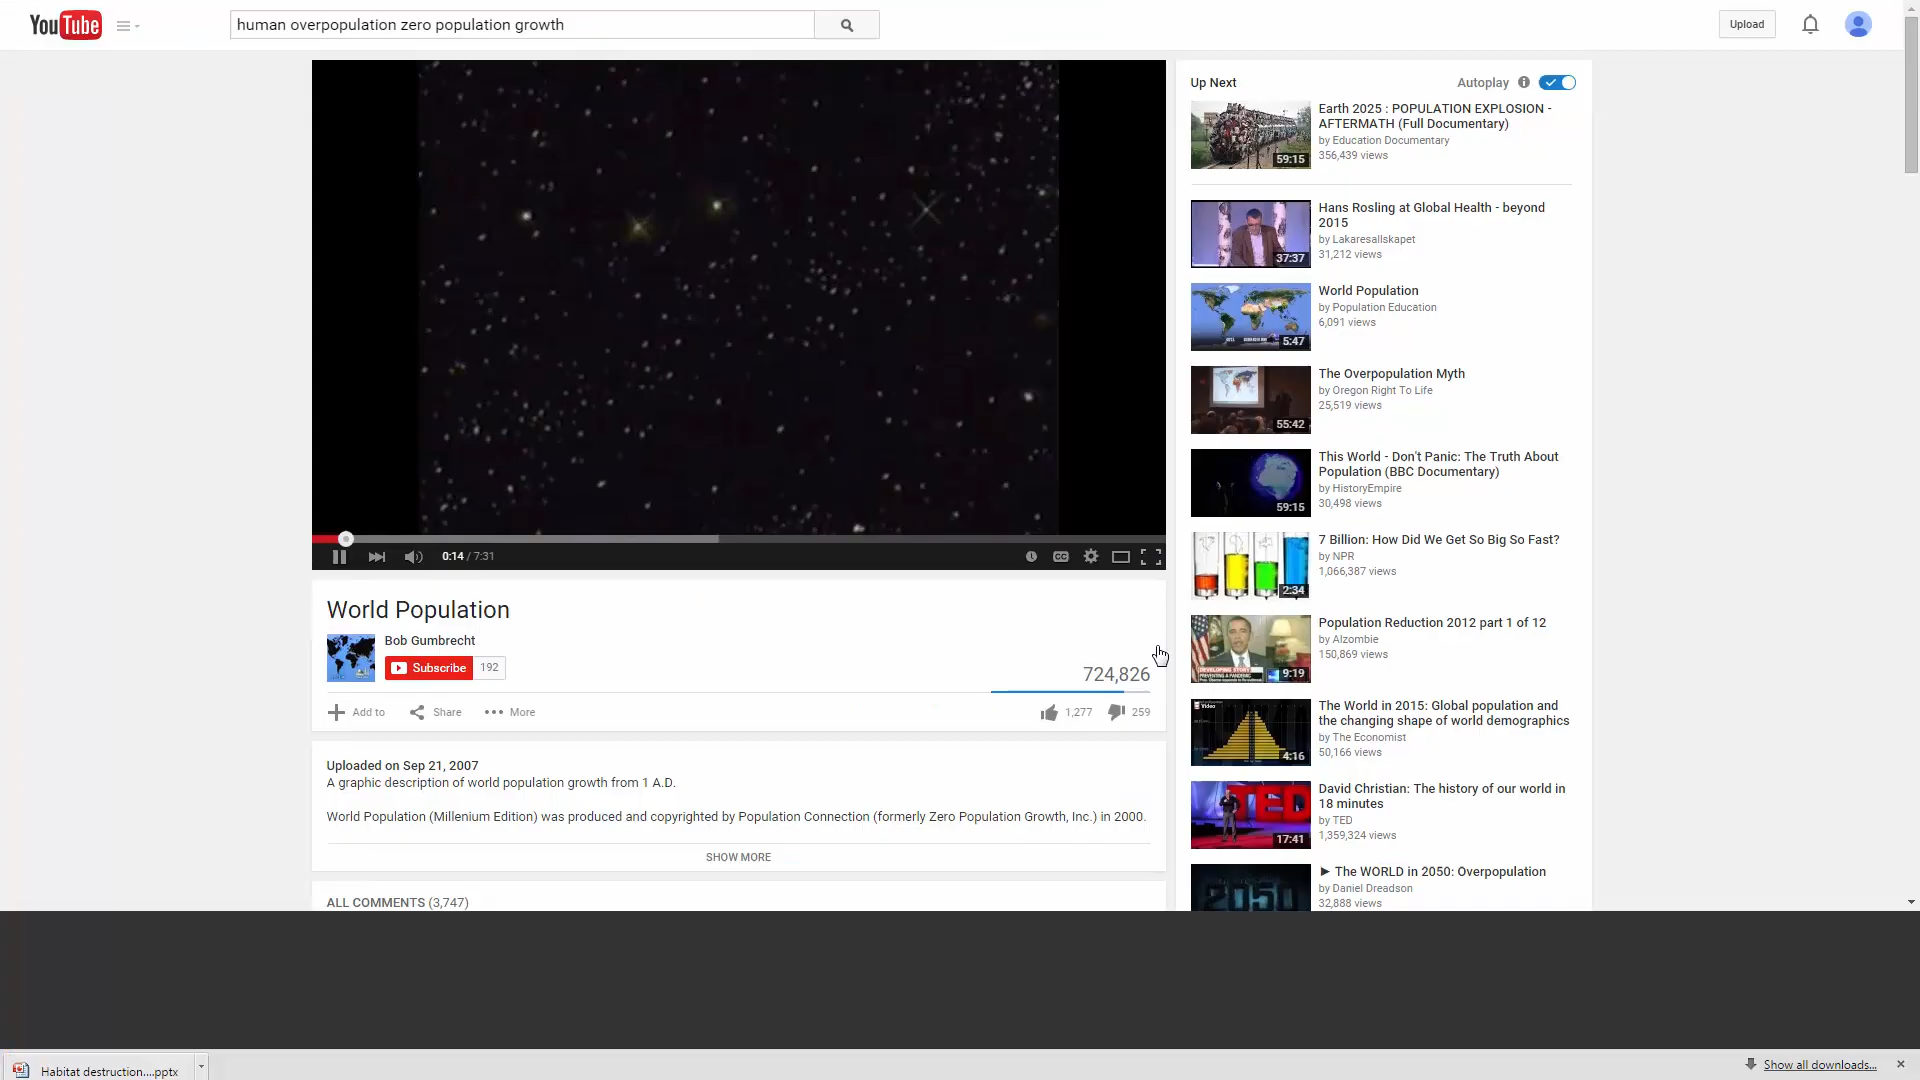 YouTube
human overpopulation zero population growth
Upload
0:14 / 7:31
CC
World Population
Bob Gumbrecht
Subscribe 192
724,826
Add to Share More
1,277 259
Uploaded on Sep 21, 2007
A graphic description of world population growth from 1 A.D.
World Population (Millenium Edition) was produced and copyrighted by Population Connection (formerly Zero Population Growth, Inc.) in 2000.
SHOW MORE
ALL COMMENTS (3,747)
Up Next
Autoplay
59:15
Earth 2025 : POPULATION EXPLOSION -
AFTERMATH (Full Documentary)
by Education Documentary
356,439 views
37:37
Hans Rosling at Global Health - beyond
2015
by Lakaresallskapet
31,212 views
5:47
World Population
by Population Education
6,091 views
55:42
The Overpopulation Myth
by Oregon Right To Life
25,519 views
59:15
This World - Don't Panic: The Truth About
Population (BBC Documentary)
by HistoryEmpire
30,498 views
2:34
7 Billion: How Did We Get So Big So Fast?
by NPR
1,066,387 views
DEVELOPING STORY
PREVENTING A PANDEMIC
9:19
Population Reduction 2012 part 1 of 12
by Alzombie
150,869 views
Video
4:16
The World in 2015: Global population and
the changing shape of world demographics
by The Economist
50,166 views
TED
17:41
David Christian: The history of our world in
18 minutes
by TED
1,359,324 views
2050
► The WORLD in 2050: Overpopulation
by Daniel Dreadson
32,888 views
Habitat destruction....pptx
Show all downloads...